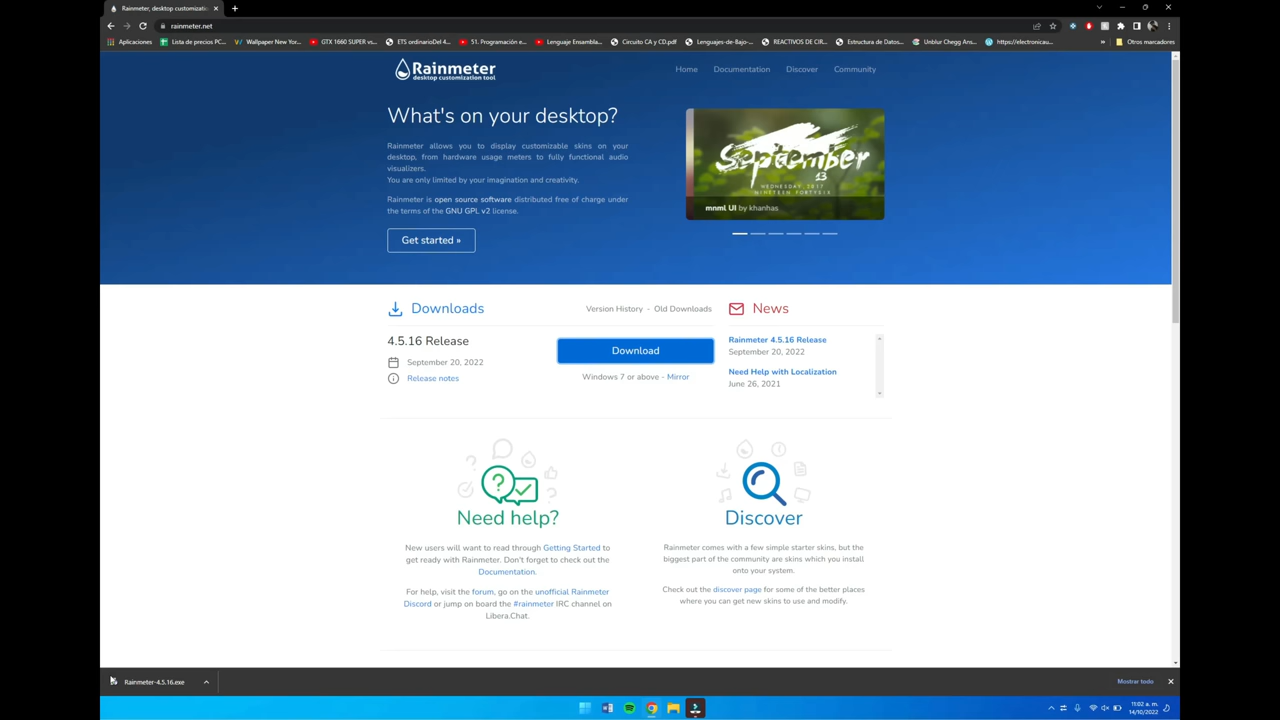 Rainmeter, desktop customizatio
rainmeter.net
Aplicaciones
Lista de precios PC...
Wallpaper New Yor...
GTX 1660 SUPER vs...
ETS ordinarioDel 4...
51. Programación e...
Lenguaje Ensambla...
Circuito CA y CD.pdf
Lenguajes-de-Bajo-...
REACTIVOS DE CIR...
Estructura de Datos...
Unblur Chegg Ans...
https://electronicau...
»
Otros marcadores
Rainmeter
desktop customization tool
Home
Documentation
Discover
Community
What's on your desktop?
Rainmeter allows you to display customizable skins on your
desktop, from hardware usage meters to fully functional audio
visualizers.
You are only limited by your imagination and creativity.
Rainmeter is open source software distributed free of charge under
the terms of the GNU GPL v2 license.
Get started »
September
13
WEDNESDAY, 2017
NINETEEN FORTYSIX
mnml UI by khanhas
Downloads
Version History - Old Downloads
4.5.16 Release
September 20, 2022
Release notes
Download
Windows 7 or above - Mirror
News
Rainmeter 4.5.16 Release
September 20, 2022
Need Help with Localization
June 26, 2021
Need help?
New users will want to read through Getting Started to
get ready with Rainmeter. Don't forget to check out the
Documentation.
For help, visit the forum, go on the unofficial Rainmeter
Discord or jump on board the #rainmeter IRC channel on
Libera.Chat.
Discover
Rainmeter comes with a few simple starter skins, but the
biggest part of the community are skins which you install
onto your system.
Check out the discover page for some of the better places
where you can get new skins to use and modify.
Rainmeter-4.5.16.exe
Mostrar todo
11:02 a. m.
14/10/2022